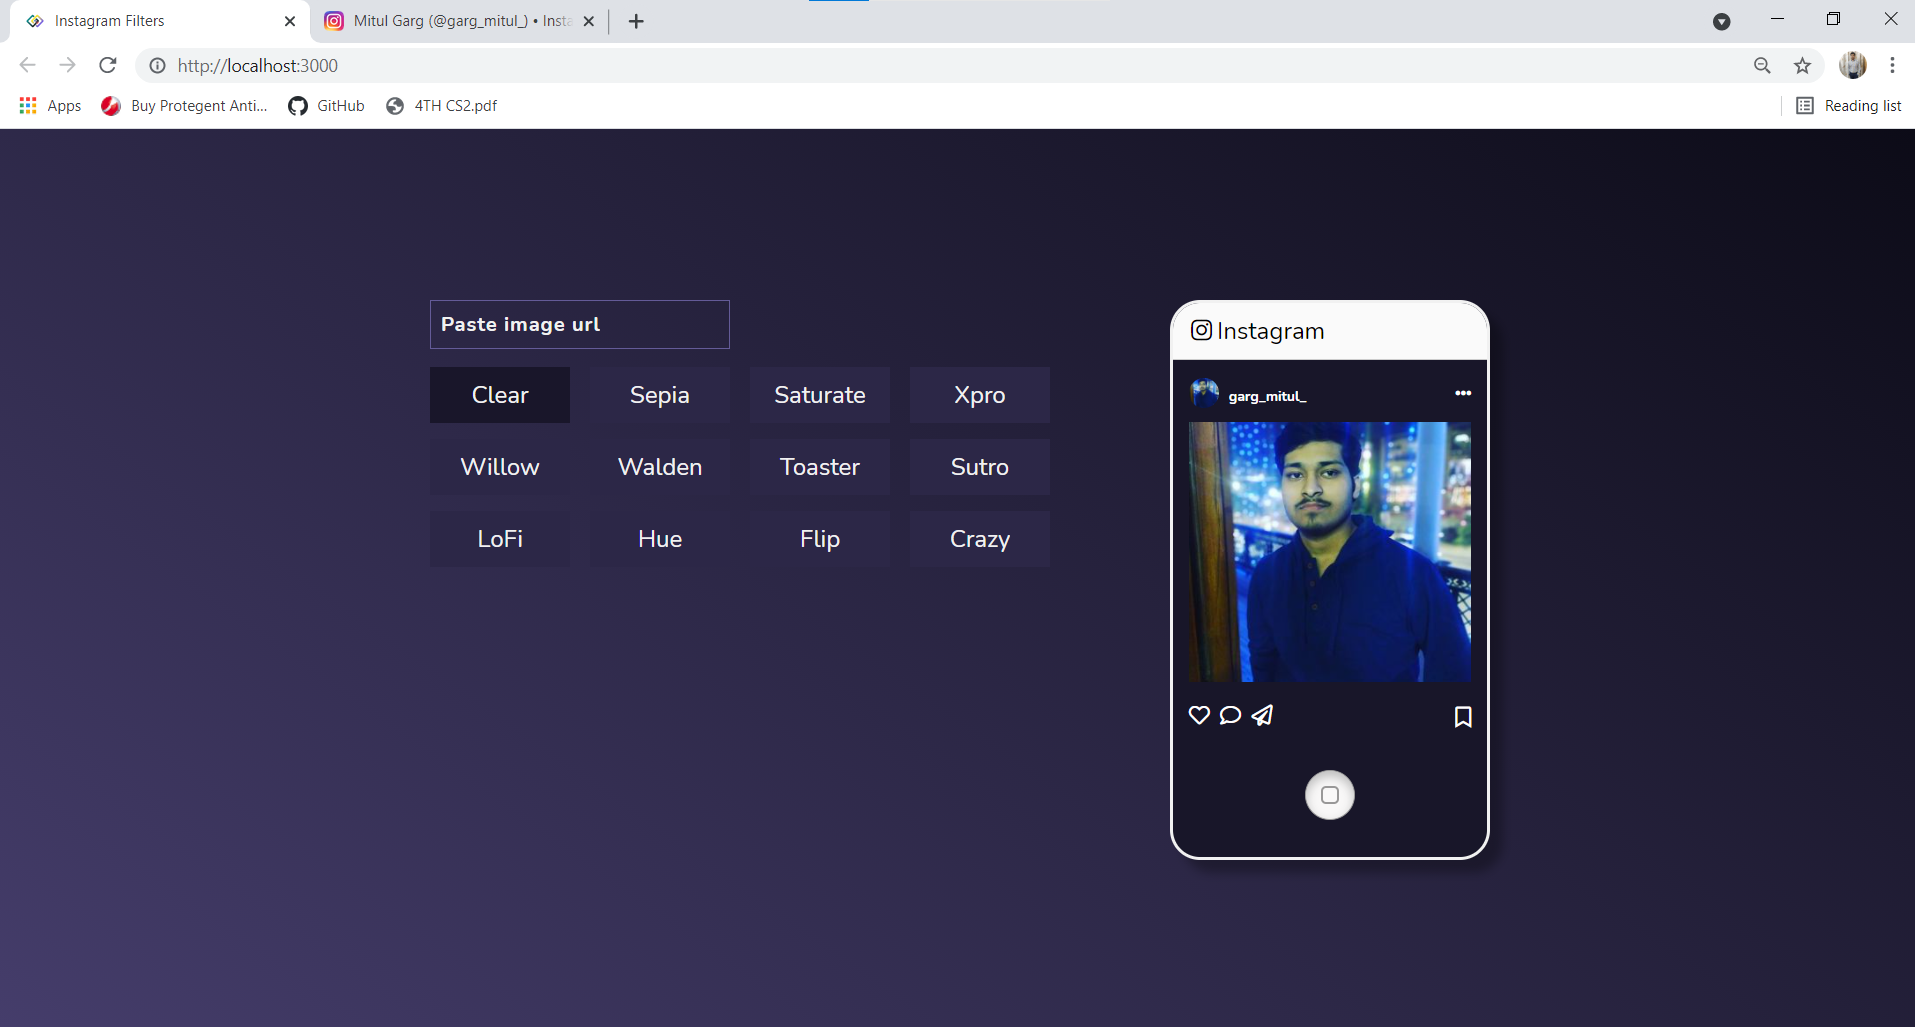 Instagram Filters
Mitul Garg (@garg_mitul_) • Insta
http://localhost:3000
Apps
Buy Protegent Anti...
GitHub
4TH CS2.pdf
Reading list
Paste image url
Clear
Sepia
Saturate
Xpro
Willow
Walden
Toaster
Sutro
LoFi
Hue
Flip
Crazy
Instagram
garg_mitul_